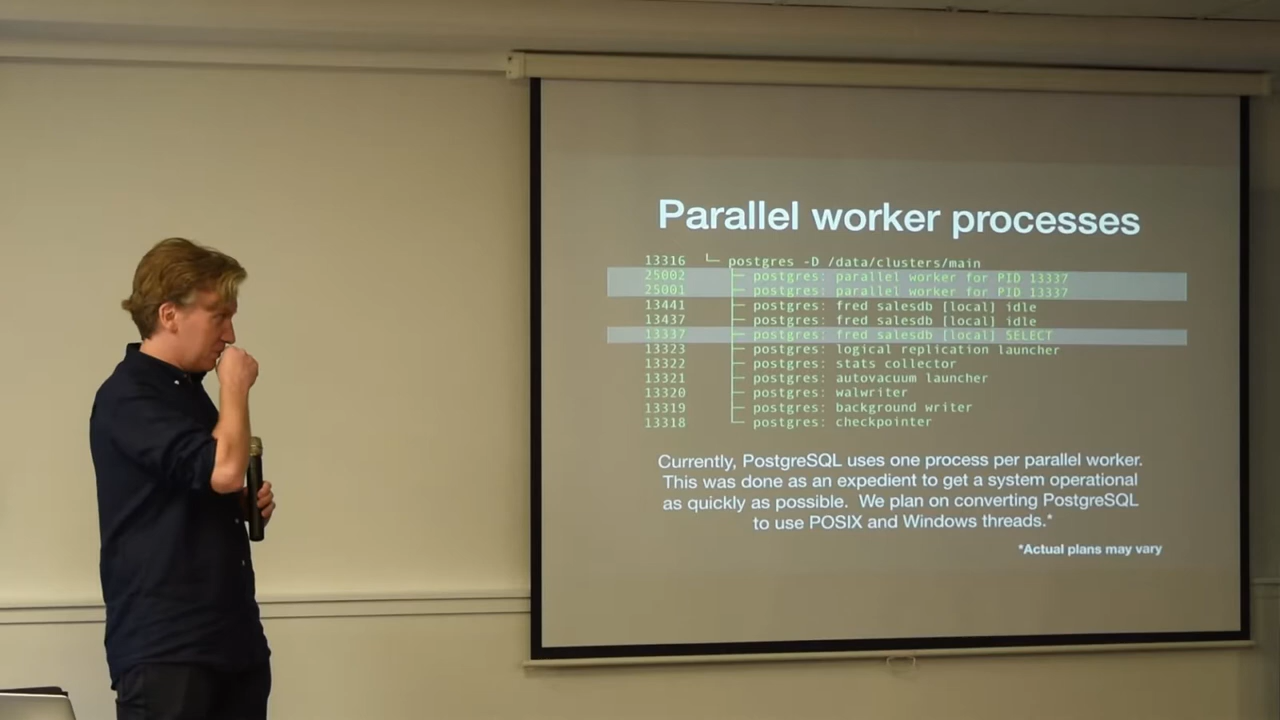 Parallel worker processes
13316 └─ postgres -D /data/clusters/main
25002 ├─ postgres: parallel worker for PID 13337
25001 ├─ postgres: parallel worker for PID 13337
13441 ├─ postgres: fred salesdb [local] idle
13437 ├─ postgres: fred salesdb [local] idle
13337 ├─ postgres: fred salesdb [local] SELECT
13323 ├─ postgres: logical replication launcher
13322 ├─ postgres: stats collector
13321 ├─ postgres: autovacuum launcher
13320 ├─ postgres: walwriter
13319 ├─ postgres: background writer
13318 └─ postgres: checkpointer
Currently, PostgreSQL uses one process per parallel worker.
This was done as an expedient to get a system operational
as quickly as possible. We plan on converting PostgreSQL
to use POSIX and Windows threads.*
*Actual plans may vary